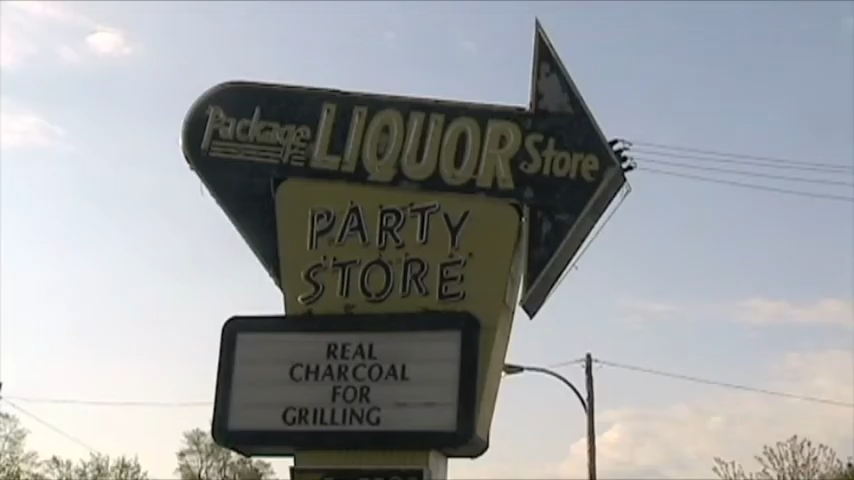 Package LIQUOR Store
PARTY
STORE
REAL
CHARCOAL
FOR
GRILLING